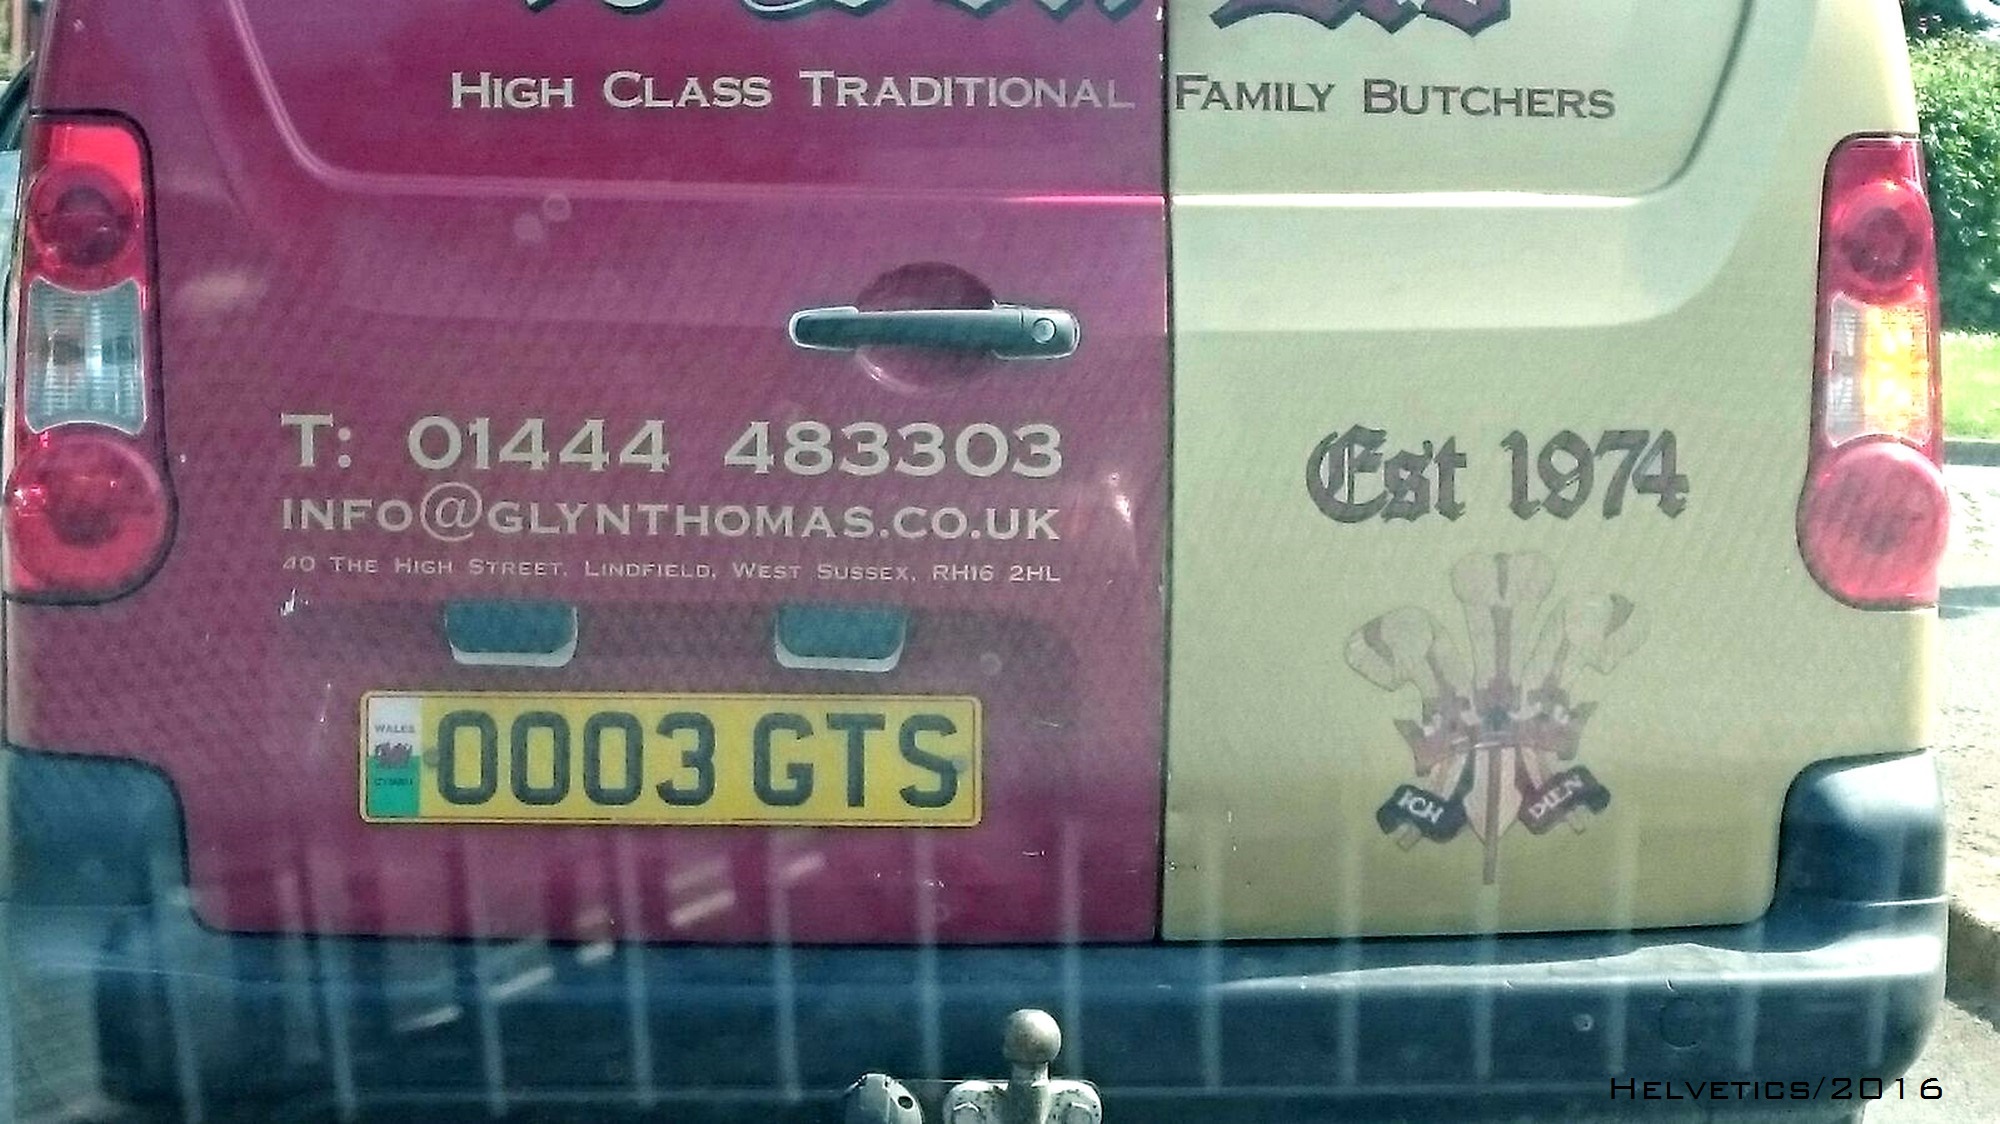 High Class Traditional Family Butchers
T: 01444 483303
INFO@GLYNTHOMAS.CO.UK
40 The High Street, Lindfield, West Sussex, RH16 2HL
Est 1974
WALES
CYMRU
OOO3 GTS
ICH DIEN
Helvetics/2016